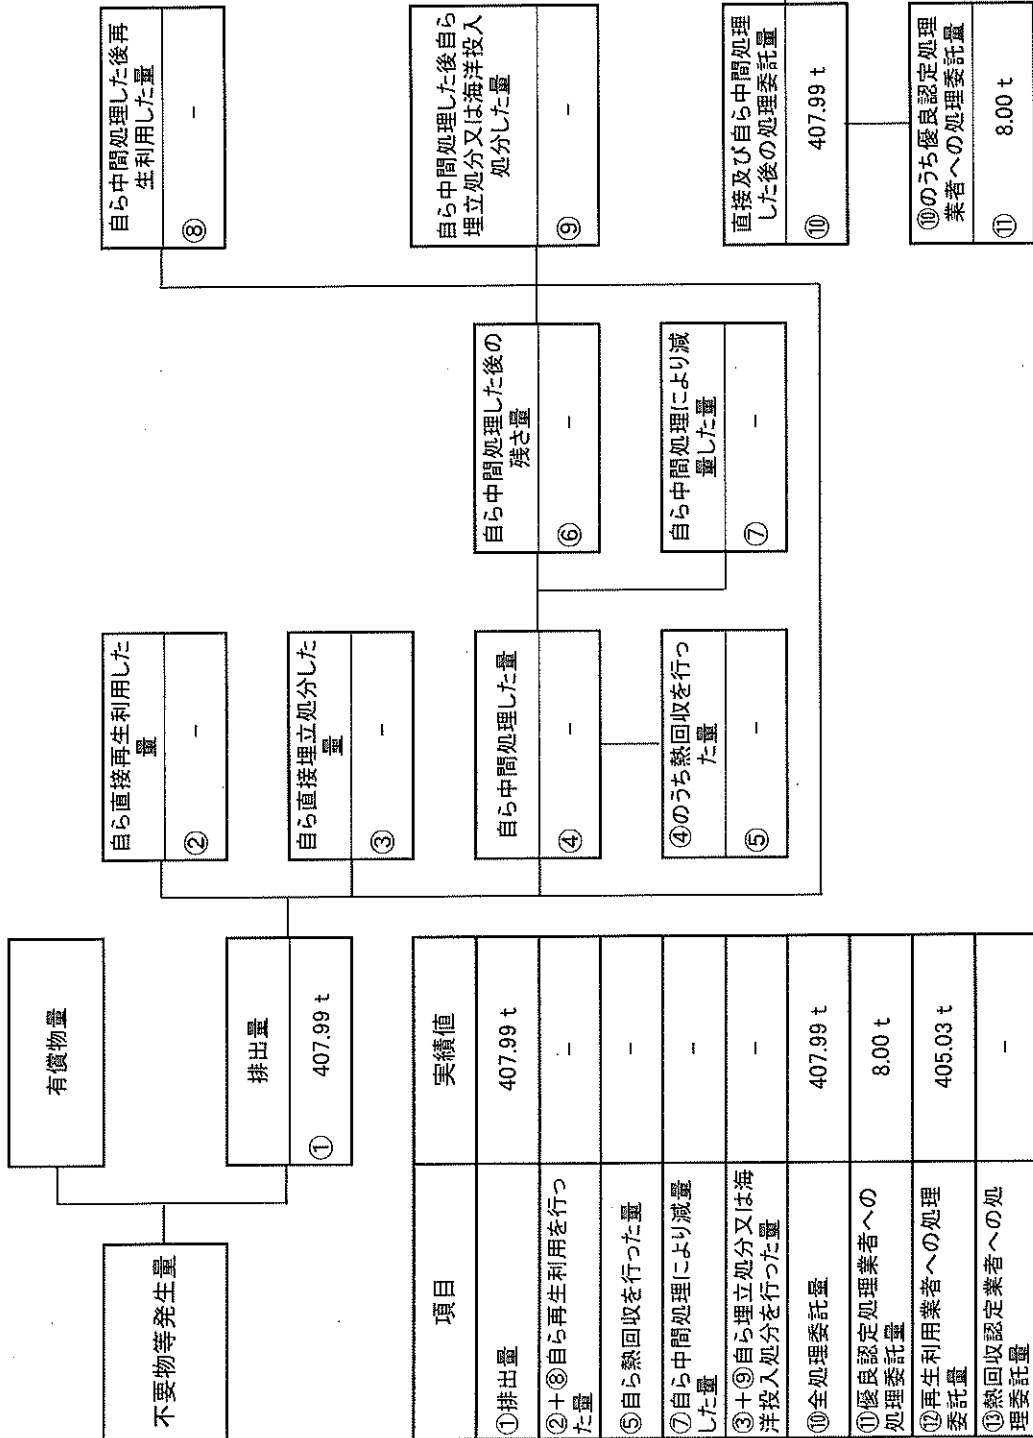 不要物等発生量
有償物量
排出量
① 407.99 t
自ら直接再生利用した
量
② －
自ら直接埋立処分した
量
③ －
自ら中間処理した量
④ －
④のうち熱回収を行っ
た量
⑤ －
自ら中間処理した後の
残さ量
⑥ －
自ら中間処理により減
量した量
⑦ －
自ら中間処理した後再
生利用した量
⑧ －
自ら中間処理した後自ら
埋立処分又は海洋投入
処分した量
⑨ －
直接及び自ら中間処理
した後の処理委託量
⑩ 407.99 t
⑩のうち優良認定処理
業者への処理委託量
⑪ 8.00 t
項目 実績値
①排出量 407.99 t
②+⑧自ら再生利用を行っ
た量 －
⑤自ら熱回収を行った量 －
⑦自ら中間処理により減量
した量 －
③+⑨自ら埋立処分又は海
洋投入処分を行った量 －
⑩全処理委託量 407.99 t
⑪優良認定処理業者への
処理委託量 8.00 t
⑫再生利用業者への処理
委託量 405.03 t
⑬熱回収認定業者への処
理委託量 －